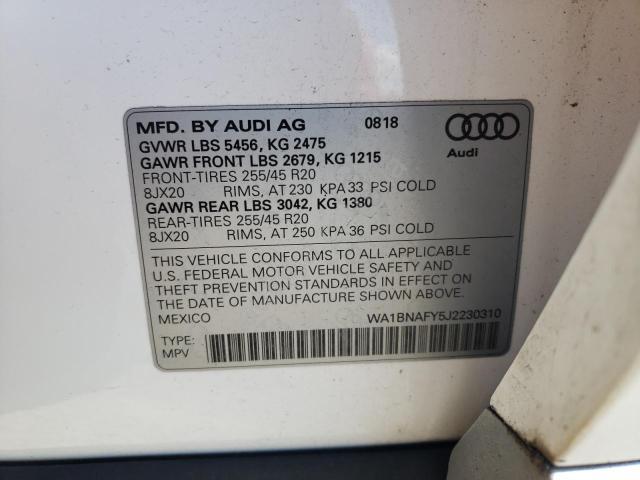 MFD. BY AUDI AG 0818
GVWR LBS 5456, KG 2475
GAWR FRONT LBS 2679, KG 1215
Audi
FRONT-TIRES 255/45 R20
8JX20 RIMS, AT 230 KPA 33 PSI COLD
GAWR REAR LBS 3042, KG 1380
REAR-TIRES 255/45 R20
8JX20 RIMS, AT 250 KPA 36 PSI COLD
THIS VEHICLE CONFORMS TO ALL APPLICABLE
U.S. FEDERAL MOTOR VEHICLE SAFETY AND
THEFT PREVENTION STANDARDS IN EFFECT ON
THE DATE OF MANUFACTURE SHOWN ABOVE.
MEXICO WA1BNAFY5J2230310
TYPE:
MPV